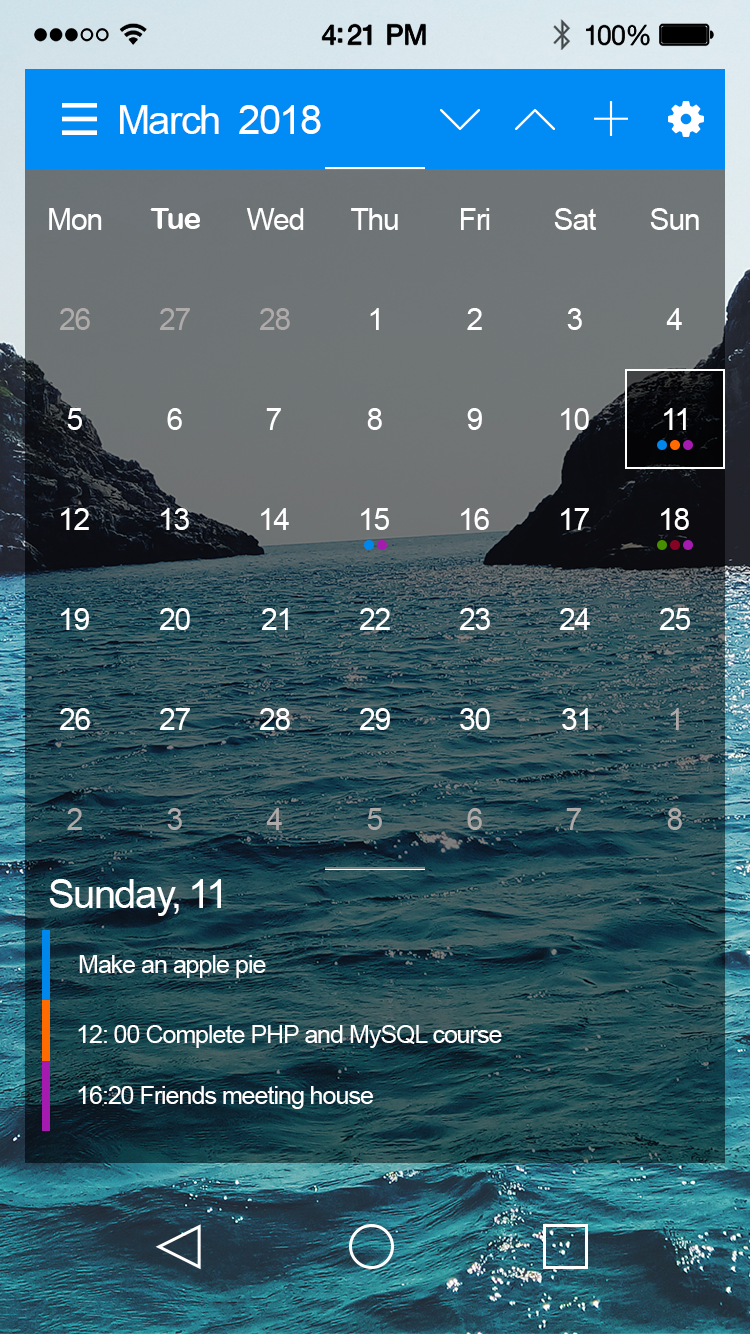 4:21 PM 100%
March 2018
Mon Tue Wed Thu Fri Sat Sun
26 27 28 1 2 3 4
5 6 7 8 9 10 11
12 13 14 15 16 17 18
19 20 21 22 23 24 25
26 27 28 29 30 31 1
2 3 4 5 6 7 8
Sunday, 11
Make an apple pie
12: 00 Complete PHP and MySQL course
16:20 Friends meeting house